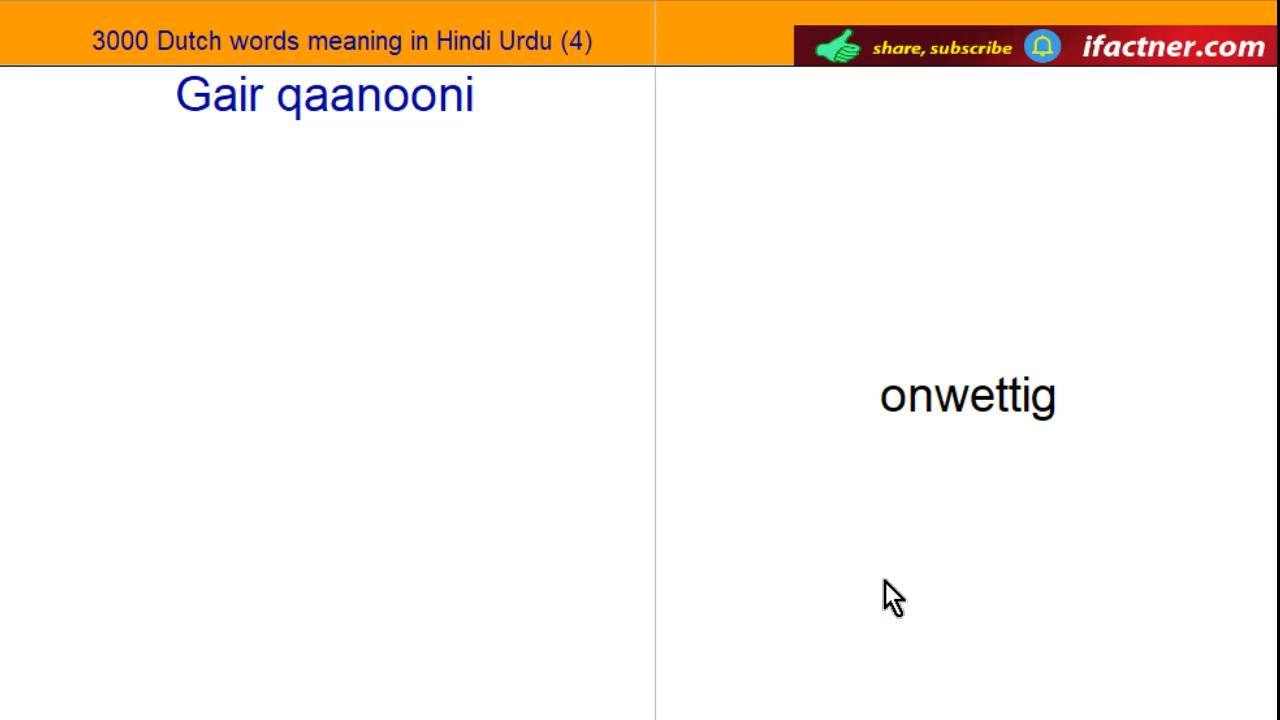 3000 Dutch words meaning in Hindi Urdu (4)
share, subscribe
ifactner.com
Gair qaanooni
onwettig